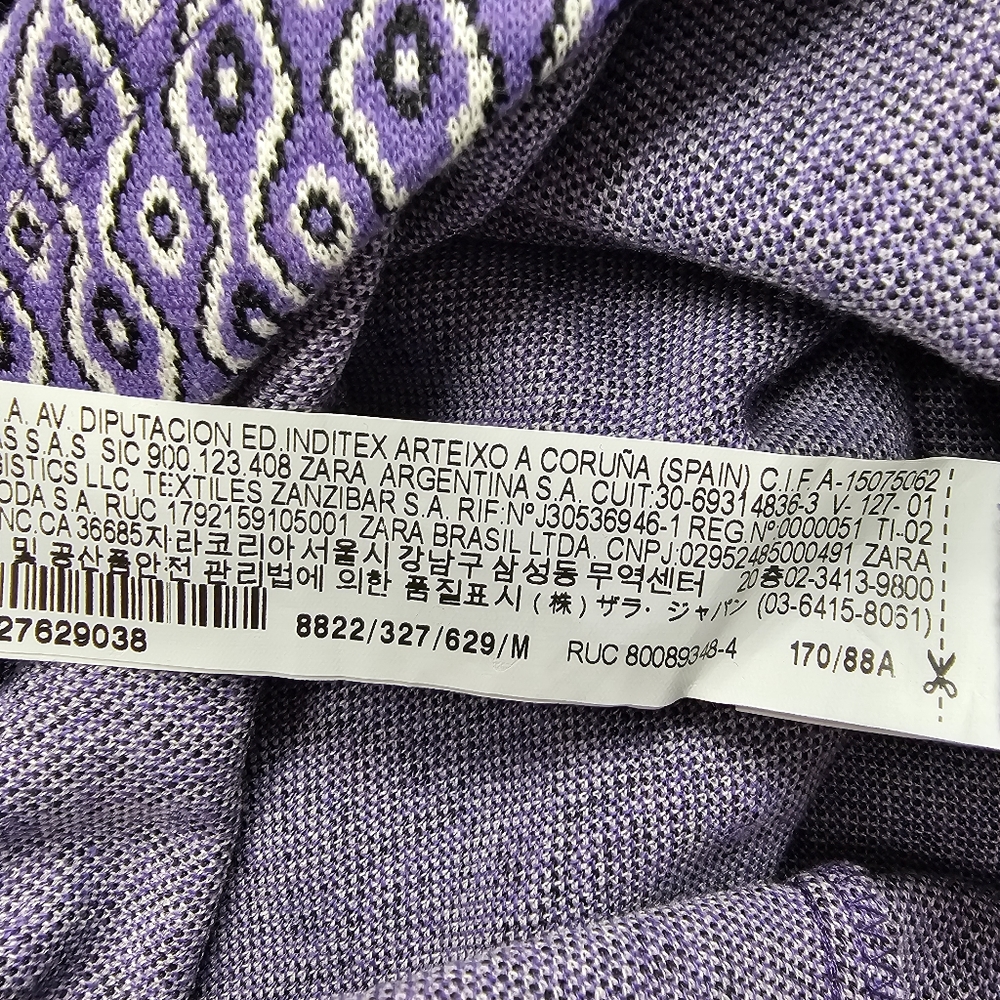 .A. AV. DIPUTACION ED.INDITEX ARTEIXO A CORUÑA (SPAIN) C.I.F A-15075062
AS S.A.S SIC 900.123.408 ZARA ARGENTINA S.A. CUIT:30-69314836-3 V-127-01
GISTICS LLC, TEXTILES ZANZIBAR S.A. RIF.NºJ30536946-1 REG.Nº:0000051 TI-02
ODA S.A. RUC 1792159105001 ZARA BRASIL LTDA. CNPJ:02952485000491 ZARA
NC.CA 36685자라코리아서울시 강남구 삼성동 무역센터 20층02-3413-9800
및 공산품안전 관리법에 의한 품질표시 (株) ザラ・ジャパン (03-6415-8061)
27629038 8822/327/629/M RUC 80089348-4 170/88A